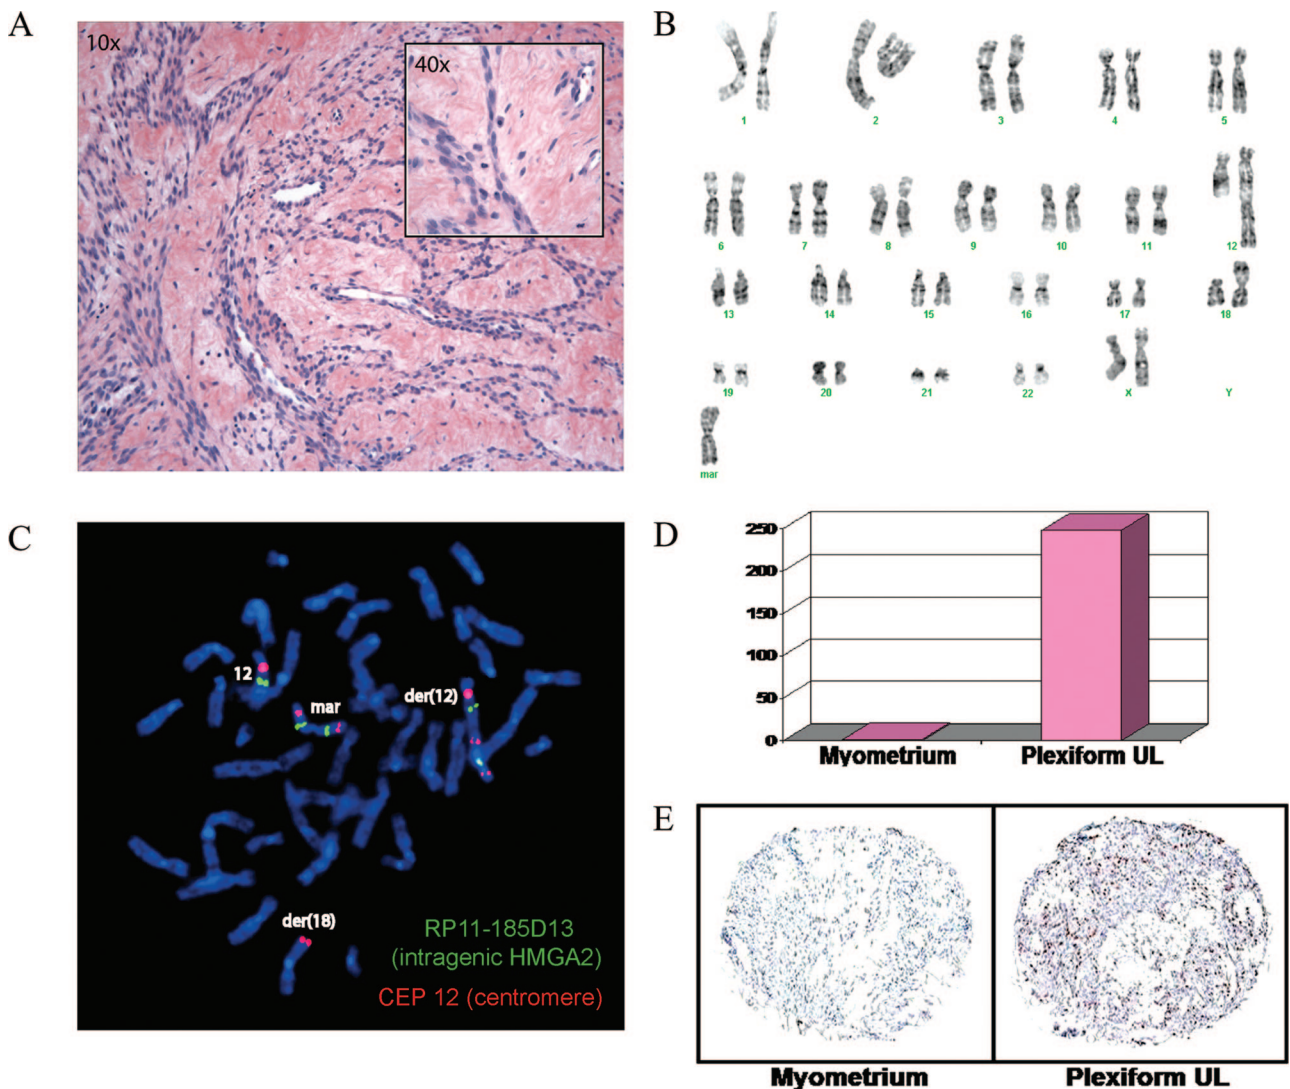 A
10x
40x
B
1 2 3 4 5
6 7 8 9 10 11 12
13 14 15 16 17 18
19 20 21 22 X Y
mar
C
12
mar
der(12)
der(18)
RP11-185D13
(intragenic HMGA2)
CEP 12 (centromere)
D
250
200
150
100
50
0
Myometrium Plexiform UL
E
Myometrium Plexiform UL